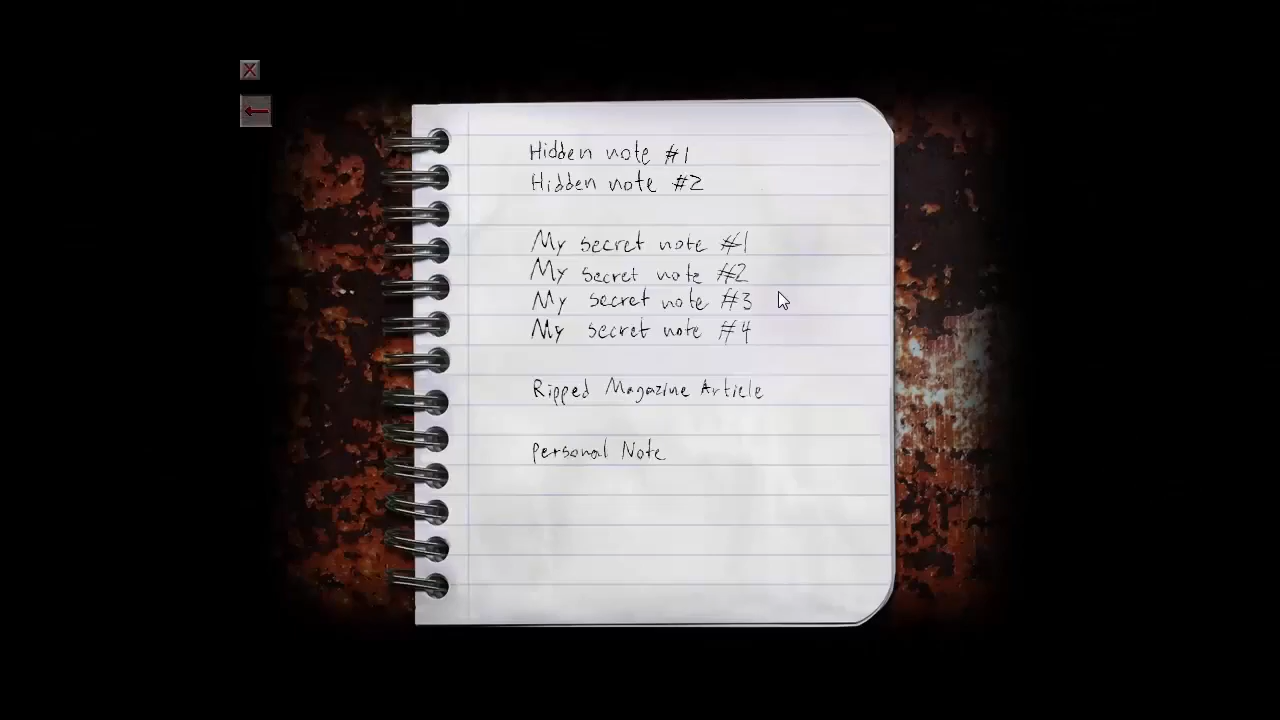 Hidden note #1
Hidden note #2
My secret note #1
My secret note #2
My secret note #3
My secret note #4
Ripped Magazine Article
Personal Note